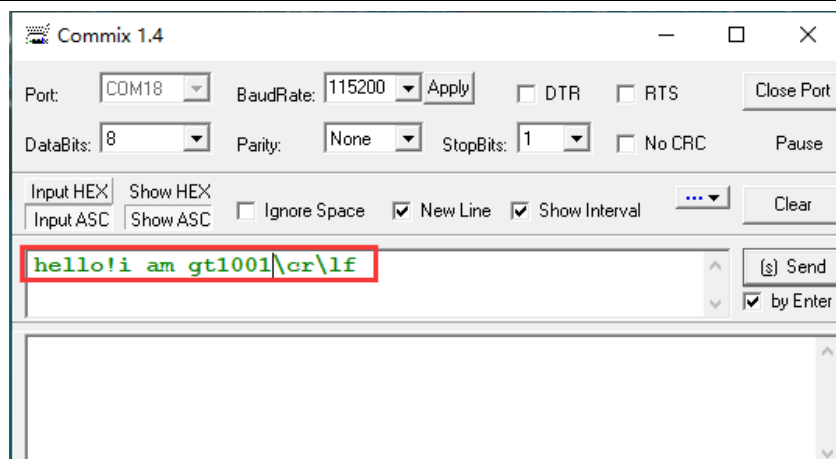 Commix 1.4
Port: COM18 BaudRate: 115200 Apply DTR RTS Close Port
DataBits: 8 Parity: None StopBits: 1 No CRC Pause
Input HEX Show HEX
Input ASC Show ASC Ignore Space New Line Show Interval ... Clear
hello!i am gt1001\cr\lf
(s) Send
by Enter